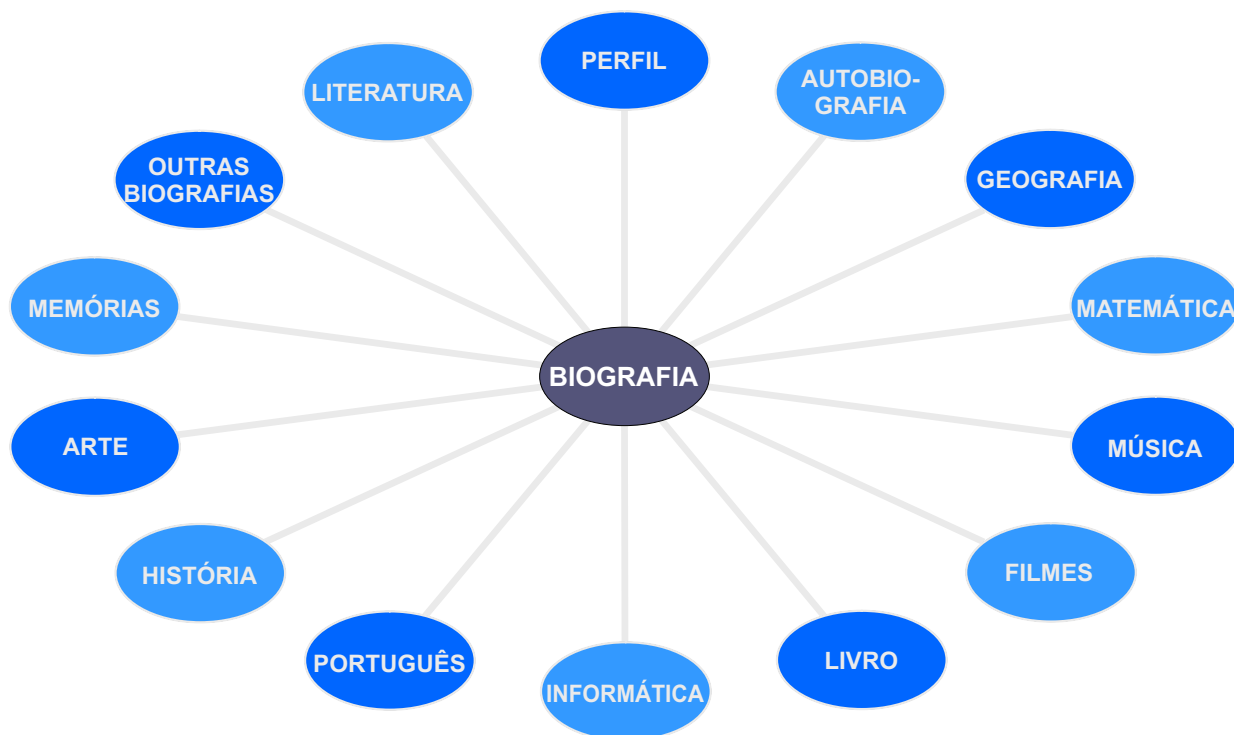 PERFIL
LITERATURA
AUTOBIO-
GRAFIA
OUTRAS
BIOGRAFIAS
GEOGRAFIA
MEMÓRIAS
MATEMÁTICA
BIOGRAFIA
ARTE
MÚSICA
HISTÓRIA
FILMES
PORTUGUÊS
LIVRO
INFORMÁTICA